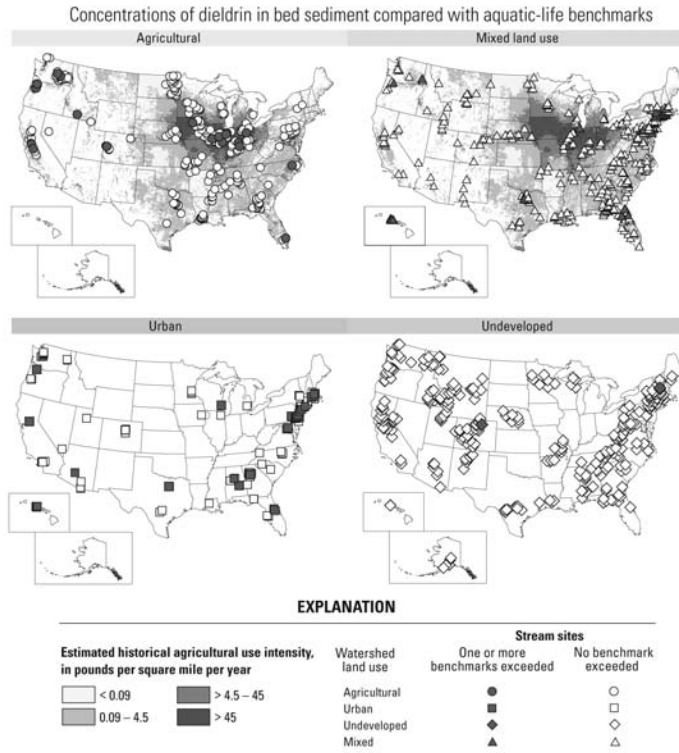 Concentrations of dieldrin in bed sediment compared with aquatic-life benchmarks
Agricultural
Mixed land use
Urban
Undeveloped
EXPLANATION
Estimated historical agricultural use intensity,
in pounds per square mile per year
< 0.09
> 4.5 – 45
0.09 – 4.5
> 45
Stream sites
Watershed
land use
One or more
benchmarks exceeded
No benchmark
exceeded
Agricultural
Urban
Undeveloped
Mixed